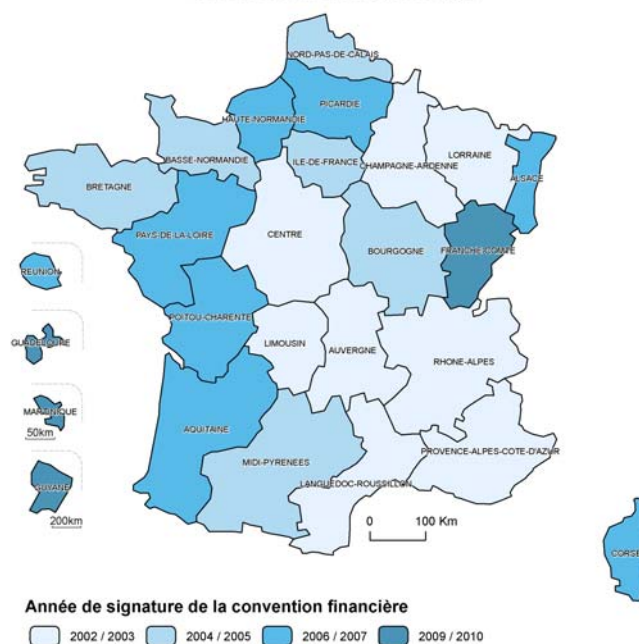 NORD-PAS-DE-CALAIS
HAUTE-NORMANDIE
PICARDIE
BASSE-NORMANDIE
ILE-DE-FRANCE
CHAMPAGNE-ARDENNE
LORRAINE
ALSACE
BRETAGNE
PAYS-DE-LA-LOIRE
CENTRE
BOURGOGNE
FRANCHE-COMTE
REUNION
POITOU-CHARENTE
LIMOUSIN
AUVERGNE
RHONE-ALPES
GUADELOUPE
MARTINIQUE
50km
AQUITAINE
MIDI-PYRENEES
LANGUEDOC-ROUSSILLON
PROVENCE-ALPES-COTE-D'AZUR
GUYANE
200km
0 100 Km
CORSE
Année de signature de la convention financière
2002 / 2003 2004 / 2005 2006 / 2007 2009 / 2010